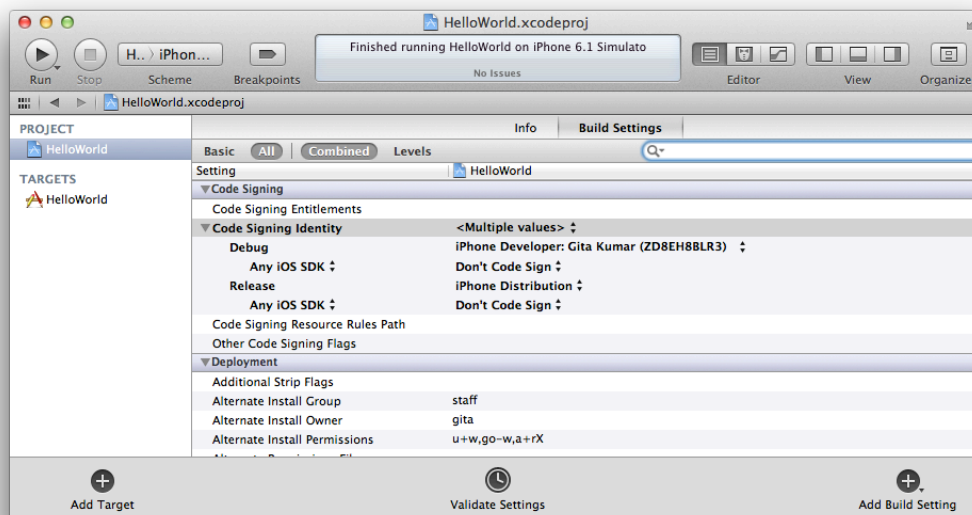 HelloWorld.xcodeproj
H.. iPhon...
Finished running HelloWorld on iPhone 6.1 Simulato
No Issues
Run Stop Scheme Breakpoints Editor View Organize
HelloWorld.xcodeproj
PROJECT
HelloWorld
TARGETS
HelloWorld
Info Build Settings
Basic All Combined Levels
Setting HelloWorld
Code Signing
Code Signing Entitlements
Code Signing Identity <Multiple values>
Debug iPhone Developer: Gita Kumar (ZD8EH8BLR3)
Any iOS SDK Don't Code Sign
Release iPhone Distribution
Any iOS SDK Don't Code Sign
Code Signing Resource Rules Path
Other Code Signing Flags
Deployment
Additional Strip Flags
Alternate Install Group staff
Alternate Install Owner gita
Alternate Install Permissions u+w,go-w,a+rX
Add Target Validate Settings Add Build Setting